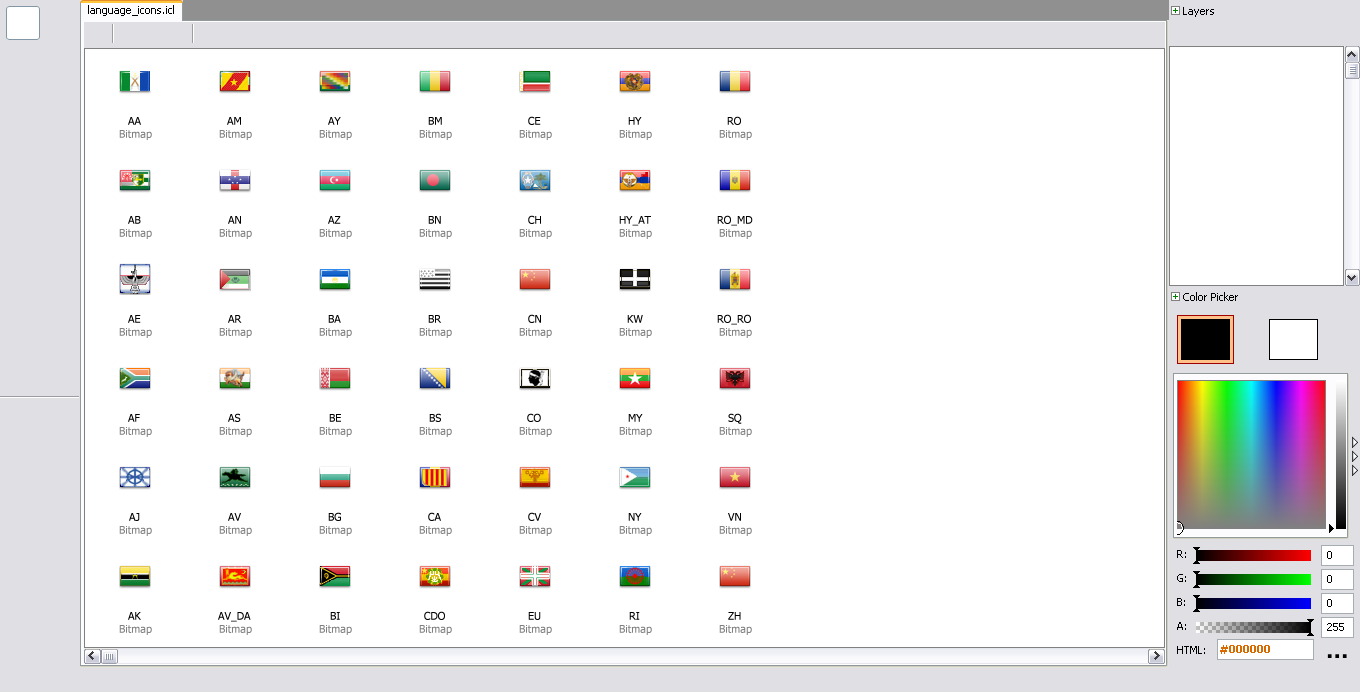 language_icons.icl
Layers
AA AM AY BM CE HY RO
Bitmap Bitmap Bitmap Bitmap Bitmap Bitmap Bitmap
AB AN AZ BN CH HY_AT RO_MD
Bitmap Bitmap Bitmap Bitmap Bitmap Bitmap Bitmap
AE AR BA BR CN KW RO_RO
Bitmap Bitmap Bitmap Bitmap Bitmap Bitmap Bitmap
AF AS BE BS CO MY SQ
Bitmap Bitmap Bitmap Bitmap Bitmap Bitmap Bitmap
AJ AV BG CA CV NY VN
Bitmap Bitmap Bitmap Bitmap Bitmap Bitmap Bitmap
AK AV_DA BI CDO EU RI ZH
Bitmap Bitmap Bitmap Bitmap Bitmap Bitmap Bitmap
Color Picker
R: 0
G: 0
B: 0
A: 255
HTML: #000000 ...